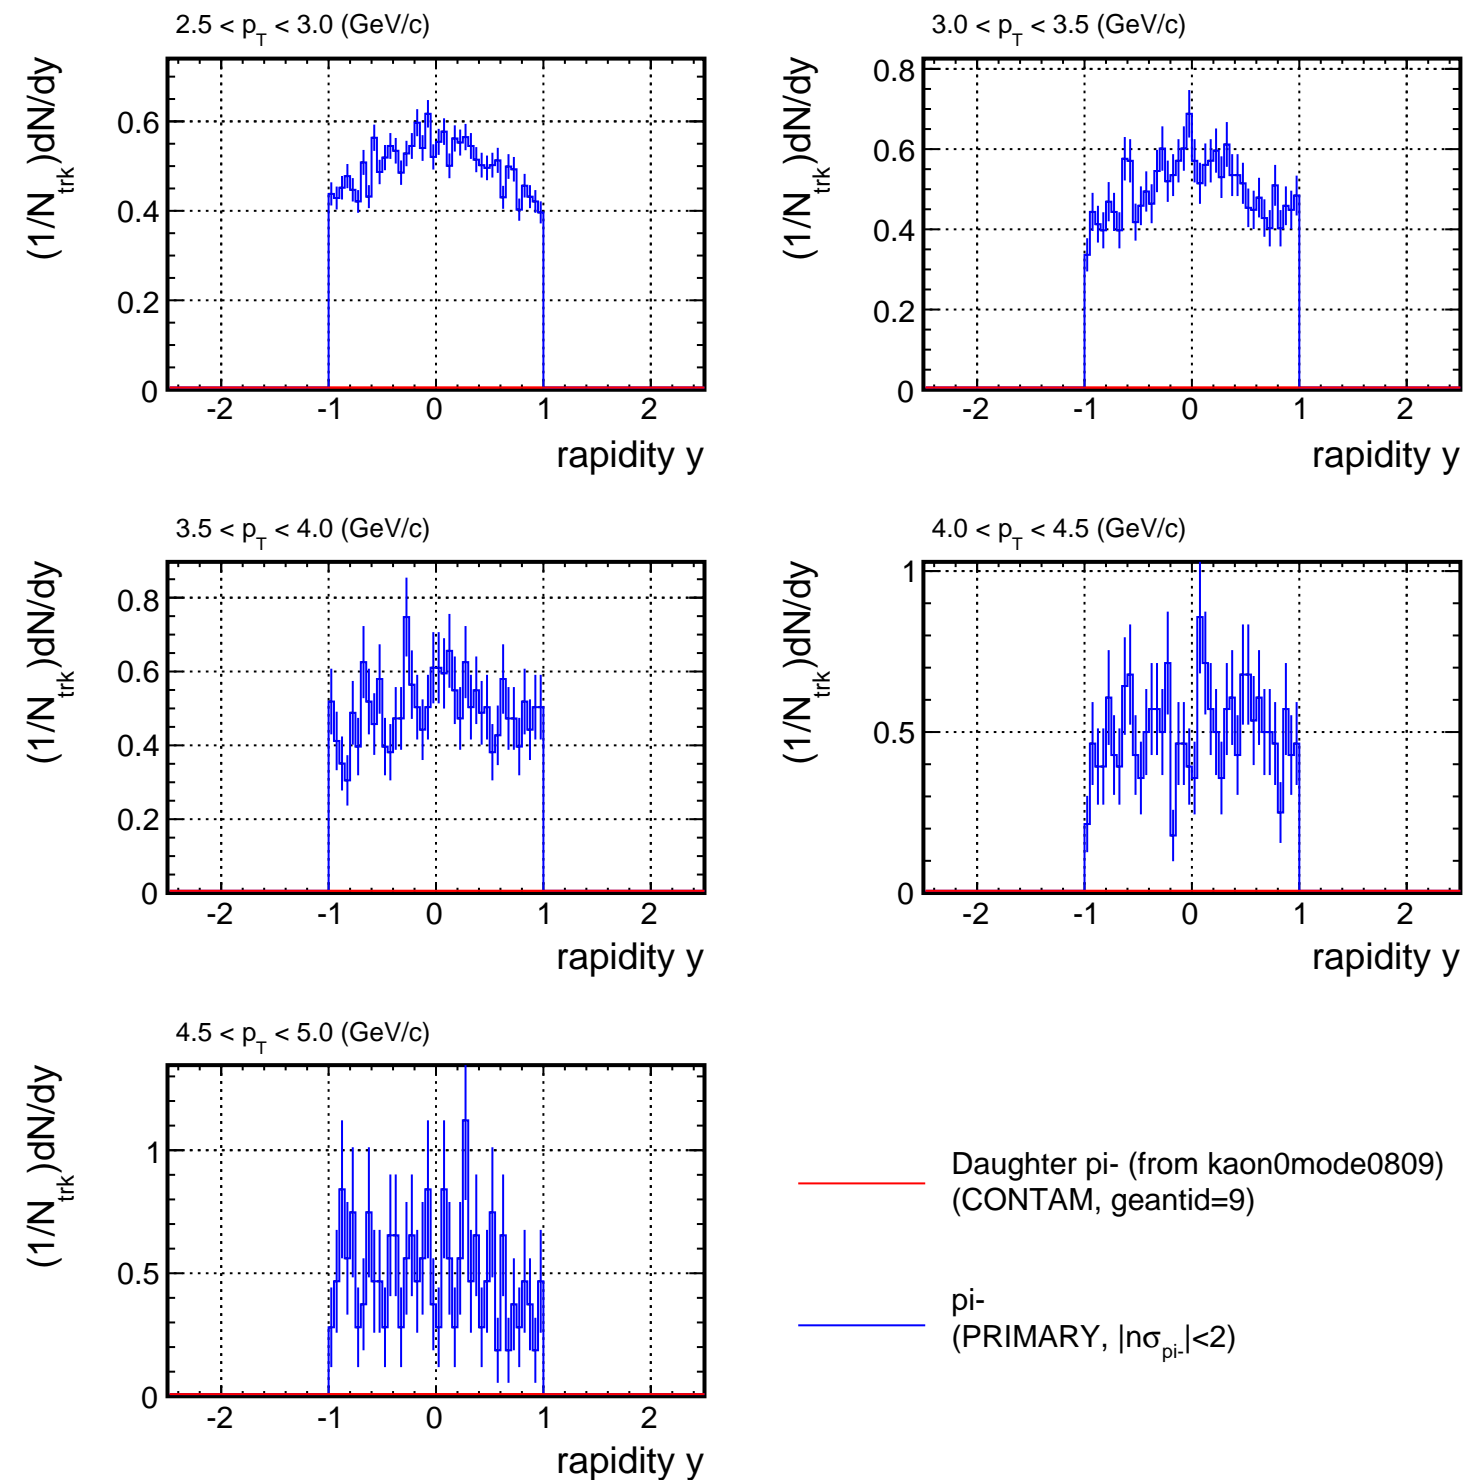 2.5 < p_T < 3.0 (GeV/c)
(1/N_trk)dN/dy
0.6
0.4
0.2
0
-2 -1 0 1 2
rapidity y
3.0 < p_T < 3.5 (GeV/c)
(1/N_trk)dN/dy
0.8
0.6
0.4
0.2
0
-2 -1 0 1 2
rapidity y
3.5 < p_T < 4.0 (GeV/c)
(1/N_trk)dN/dy
0.8
0.6
0.4
0.2
0
-2 -1 0 1 2
rapidity y
4.0 < p_T < 4.5 (GeV/c)
(1/N_trk)dN/dy
1
0.5
0
-2 -1 0 1 2
rapidity y
4.5 < p_T < 5.0 (GeV/c)
(1/N_trk)dN/dy
1
0.5
0
-2 -1 0 1 2
rapidity y
Daughter pi- (from kaon0mode0809)
(CONTAM, geantid=9)
pi-
(PRIMARY, |nσ_pi-|<2)